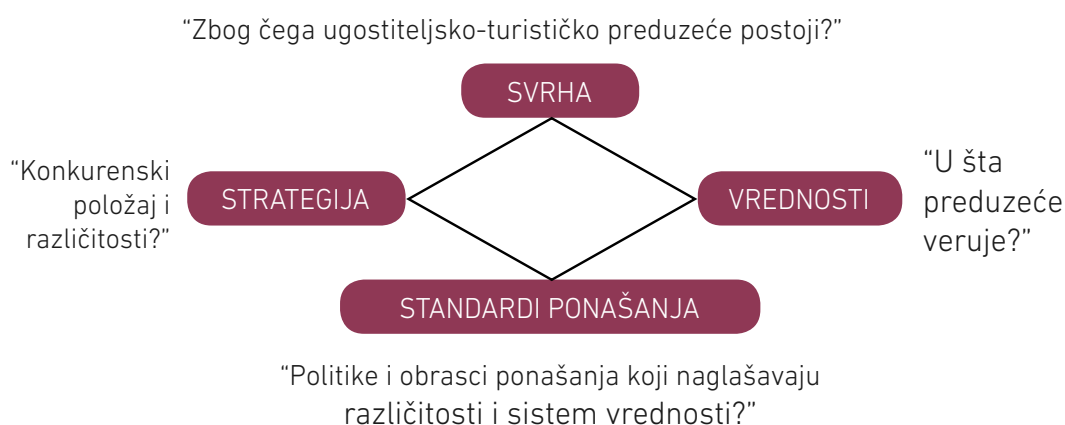 “Zbog čega ugostiteljsko-turističko preduzeće postoji?”
SVRHA
“Konkurenski
položaj i
različitosti?”
STRATEGIJA
VREDNOSTI
“U šta
preduzeće
veruje?”
STANDARDI PONAŠANJA
“Politike i obrasci ponašanja koji naglašavaju
različitosti i sistem vrednosti?”